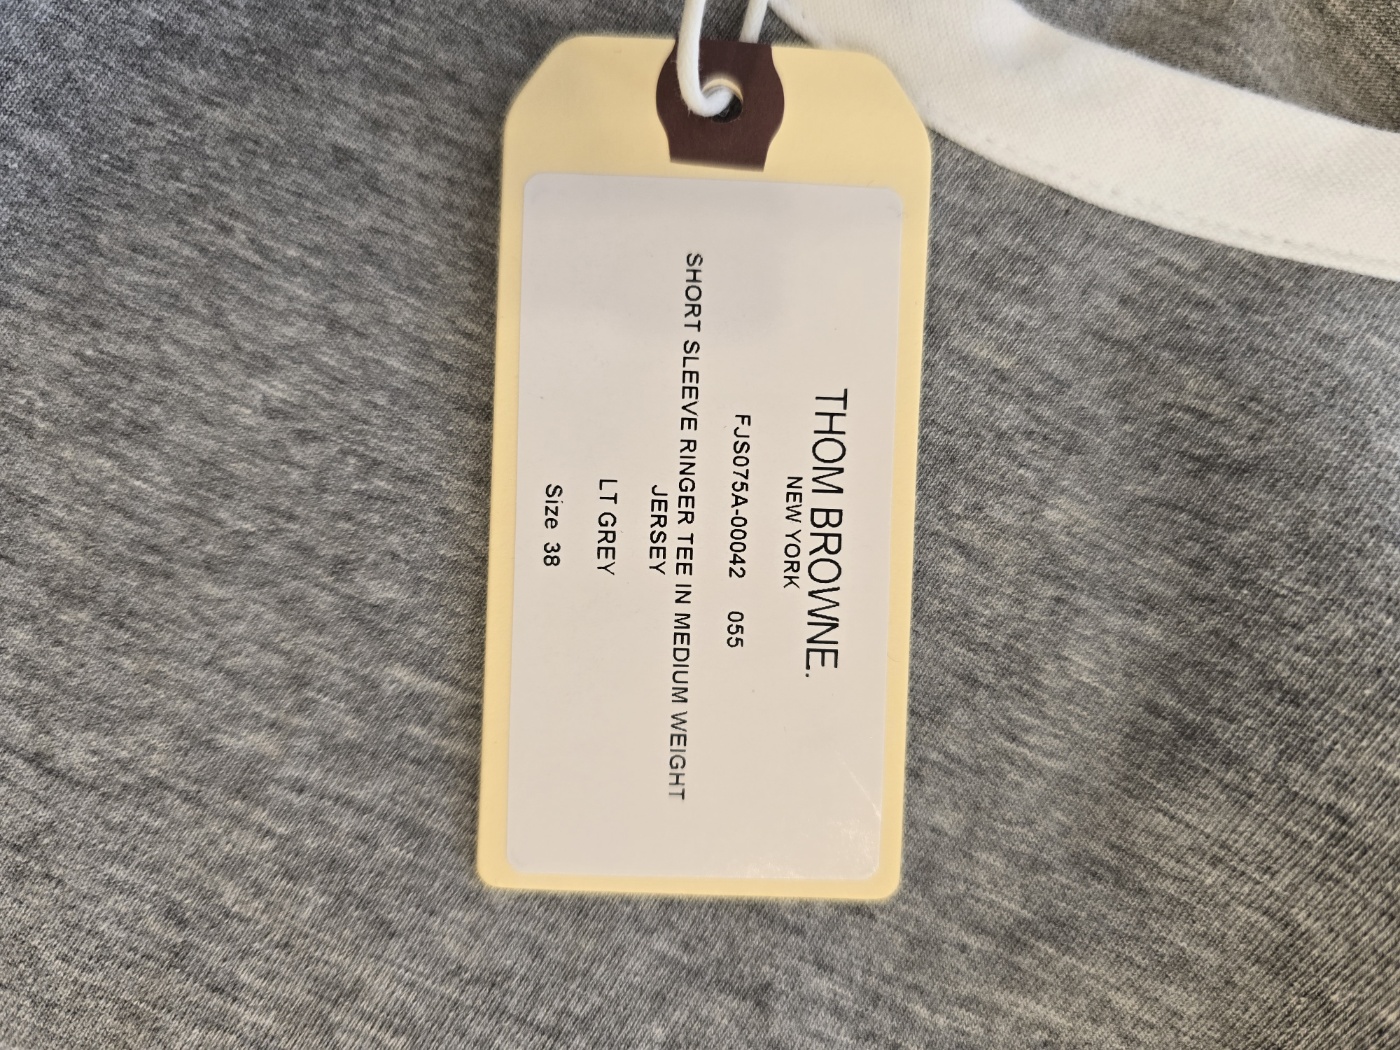 THOM BROWNE.
NEW YORK
FJS075A-00042 055
SHORT SLEEVE RINGER TEE IN MEDIUM WEIGHT
JERSEY
LT GREY
Size 38